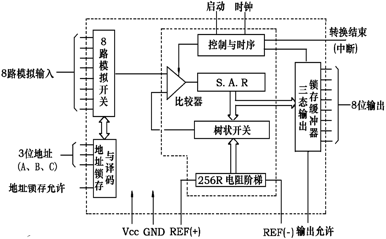 启动
时钟
转换结束
(中断)
控制与时序
8路模拟开关
8路模拟输入
比较器
S.A.R
三态输出
锁存缓冲器
8位输出
树状开关
3位地址
(A、B、C)
地址锁存
与译码
地址锁存允许
256R电阻阶梯
Vcc
GND
REF(+)
REF(-)
输出允许